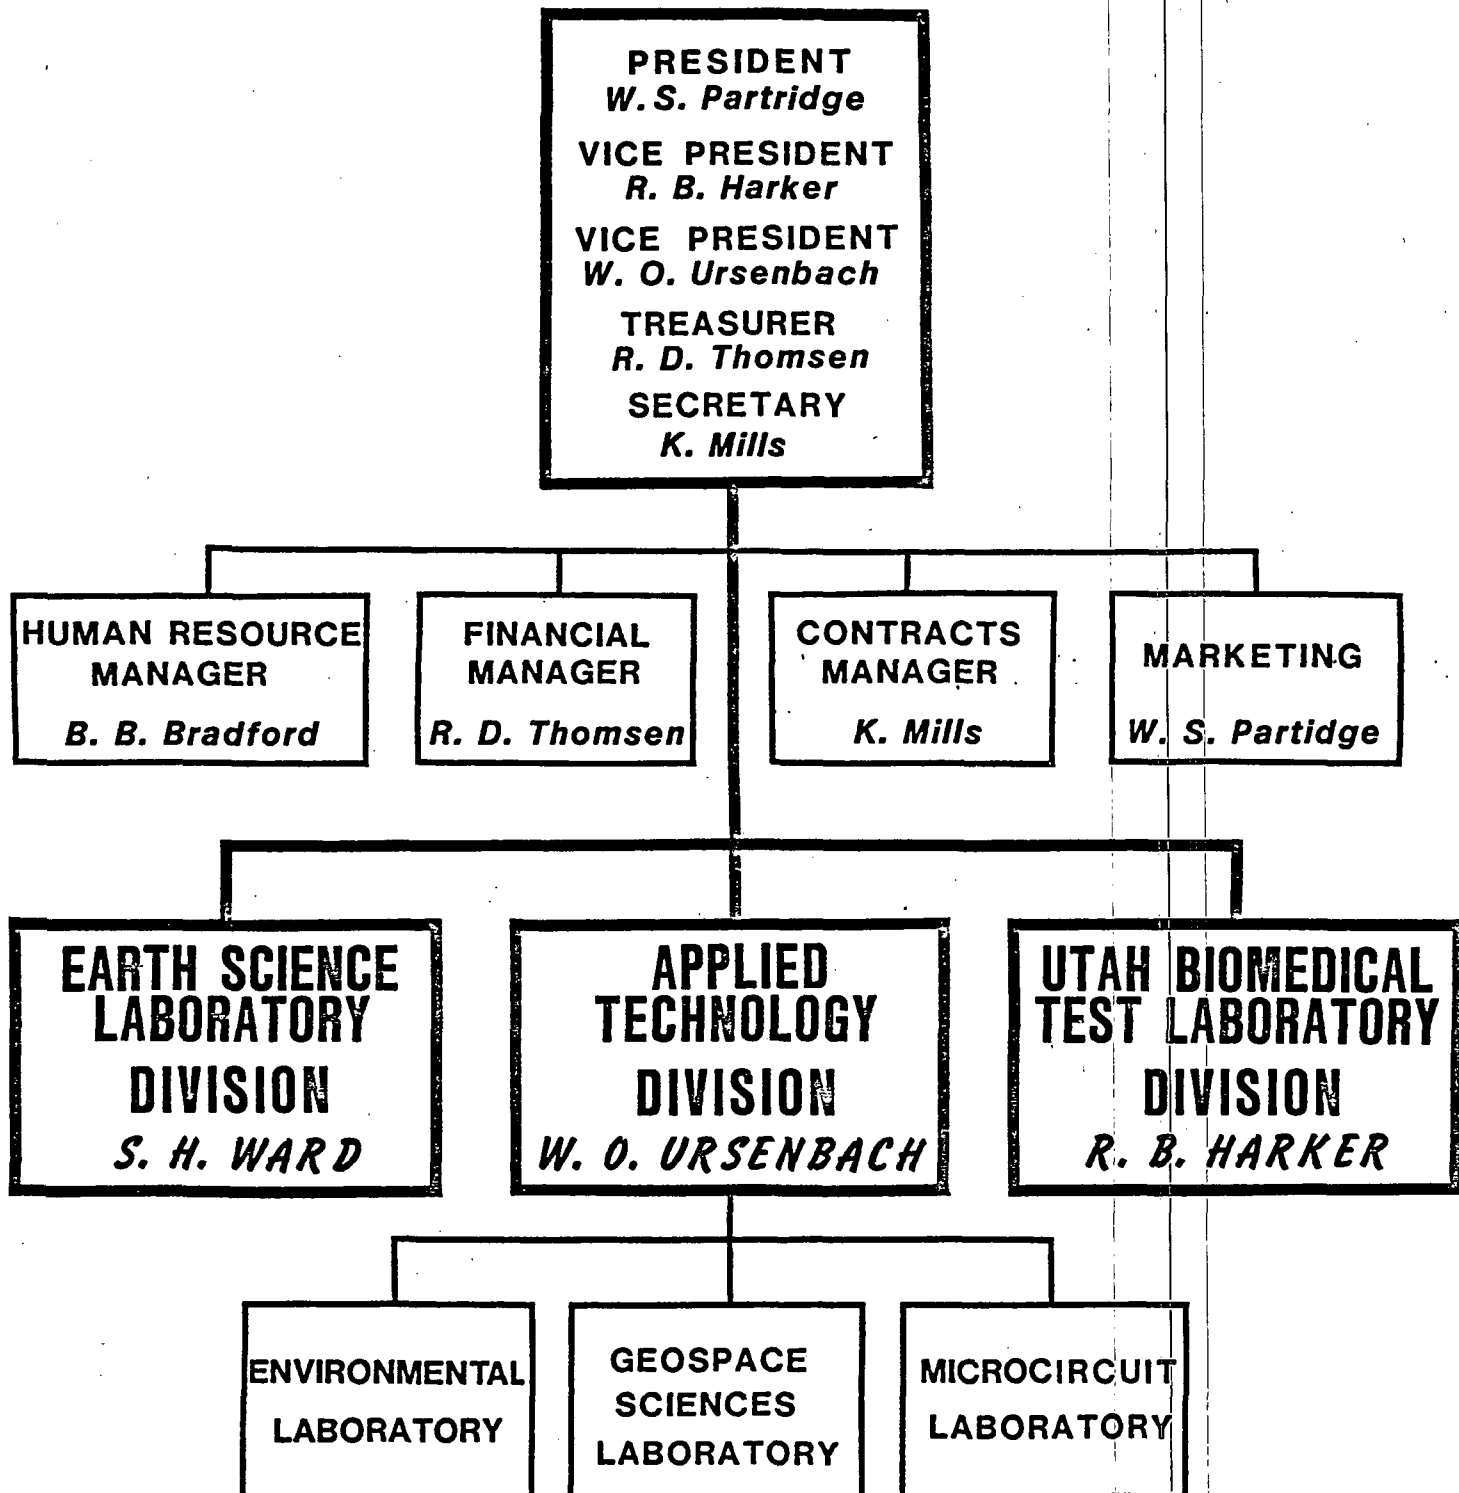 PRESIDENT
W. S. Partridge
VICE PRESIDENT
R. B. Harker
VICE PRESIDENT
W. O. Ursenbach
TREASURER
R. D. Thomsen
SECRETARY
K. Mills
HUMAN RESOURCE
MANAGER
B. B. Bradford
FINANCIAL
MANAGER
R. D. Thomsen
CONTRACTS
MANAGER
K. Mills
MARKETING
W. S. Partidge
EARTH SCIENCE
LABORATORY
DIVISION
S. H. WARD
APPLIED
TECHNOLOGY
DIVISION
W. O. URSENBACH
UTAH BIOMEDICAL
TEST LABORATORY
DIVISION
R. B. HARKER
ENVIRONMENTAL
LABORATORY
GEOSPACE
SCIENCES
LABORATORY
MICROCIRCUIT
LABORATORY